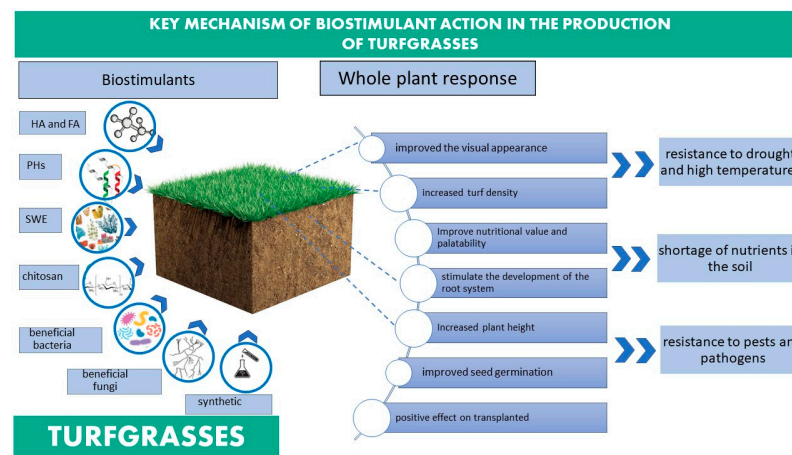 KEY MECHANISM OF BIOSTIMULANT ACTION IN THE PRODUCTION
OF TURFGRASSES
Biostimulants
Whole plant response
HA and FA
PHs
SWE
chitosan
beneficial
bacteria
beneficial
fungi
synthetic
improved the visual appearance
increased turf density
Improve nutritional value and
palatability
stimulate the development of the
root system
Increased plant height
improved seed germination
positive effect on transplanted
resistance to drought
and high temperature
shortage of nutrients i
the soil
resistance to pests an
pathogens
TURFGRASSES